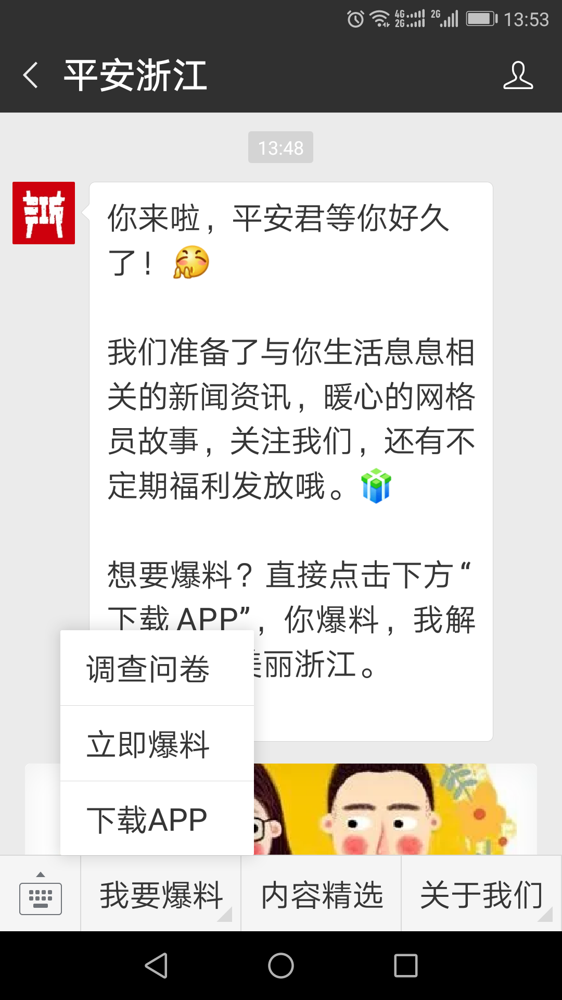 4G 2G 2G 13:53
平安浙江
13:48
你来啦，平安君等你好久
了！
我们准备了与你生活息息相
关的新闻资讯，暖心的网格
员故事，关注我们，还有不
定期福利发放哦。
想要爆料？直接点击下方“
下载APP”，你爆料，我解
美丽浙江。
调查问卷
立即爆料
下载APP
我要爆料 内容精选 关于我们